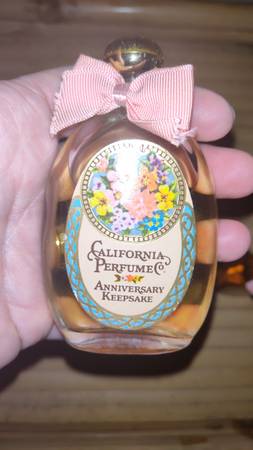 CALIFORNIA
PERFUME Co.
ANNIVERSARY
KEEPSAKE